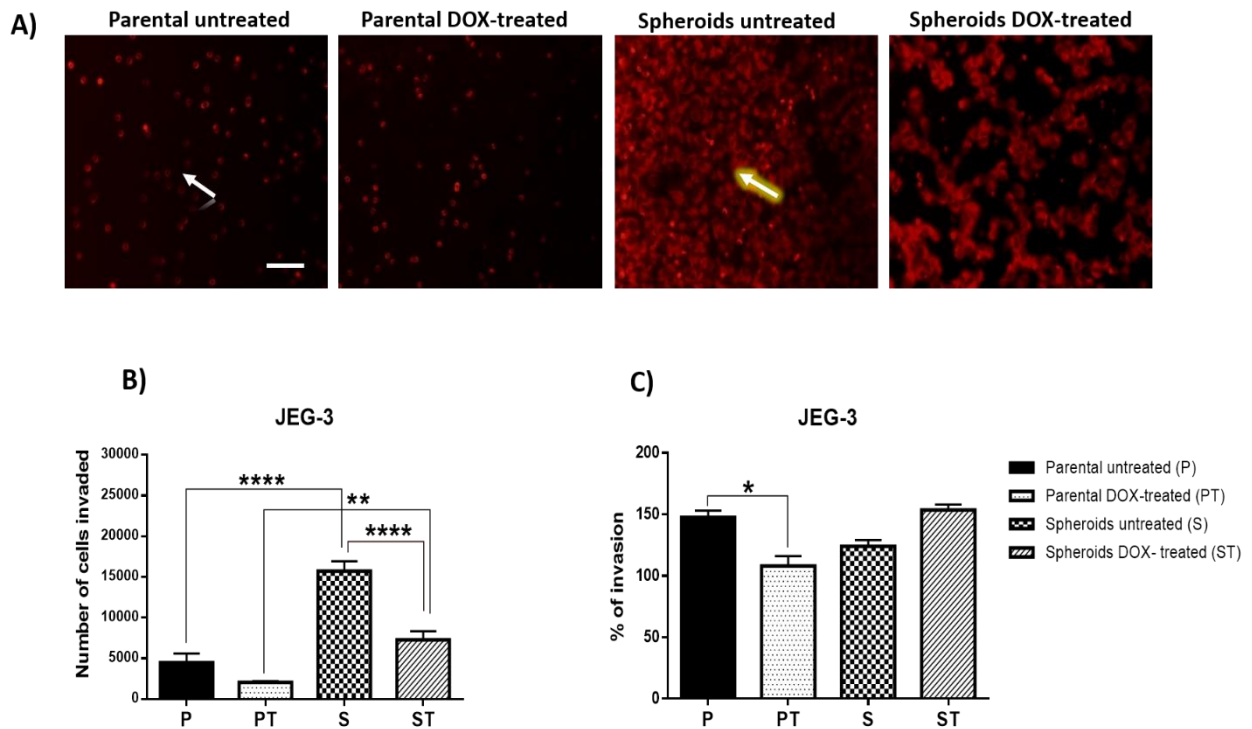 A)
Parental untreated
Parental DOX-treated
Spheroids untreated
Spheroids DOX-treated
B)
JEG-3
Number of cells invaded
30000
25000
20000
15000
10000
5000
0
****
**
****
P
PT
S
ST
C)
JEG-3
% of invasion
200
150
100
50
0
*
P
PT
S
ST
Parental untreated (P)
Parental DOX-treated (PT)
Spheroids untreated (S)
Spheroids DOX- treated (ST)